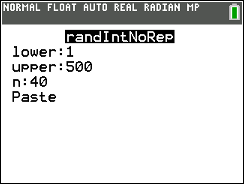 NORMAL FLOAT AUTO REAL RADIAN MP
randIntNoRep
lower:1
upper:500
n:40
Paste